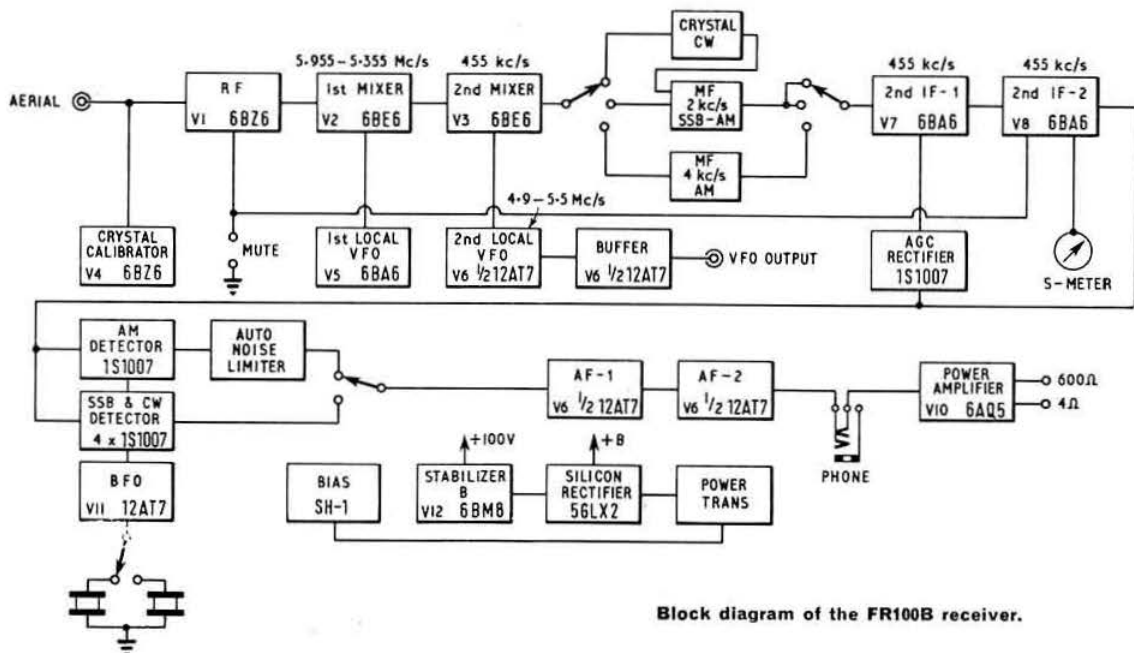 CRYSTAL
CW
5·955–5·355 Mc/s
455 kc/s
455 kc/s
455 kc/s
AERIAL
RF
V1 6BZ6
1st MIXER
V2 6BE6
2nd MIXER
V3 6BE6
MF
2 kc/s
SSB-AM
2nd IF-1
V7 6BA6
2nd IF-2
V8 6BA6
MF
4 kc/s
AM
4·9–5·5 Mc/s
CRYSTAL
CALIBRATOR
V4 6BZ6
MUTE
1st LOCAL
VFO
V5 6BA6
2nd LOCAL
VFO
V6 1/2 12AT7
BUFFER
V6 1/2 12AT7
VFO OUTPUT
AGC
RECTIFIER
1S1007
S-METER
AM
DETECTOR
1S1007
AUTO
NOISE
LIMITER
SSB & CW
DETECTOR
4 x 1S1007
AF-1
V6 1/2 12AT7
AF-2
V6 1/2 12AT7
POWER
AMPLIFIER
V10 6AQ5
600Ω
4Ω
PHONE
BFO
V11 12AT7
BIAS
SH-1
+100V
STABILIZER
B
V12 6BM8
+B
SILICON
RECTIFIER
56LX2
POWER
TRANS
Block diagram of the FR100B receiver.